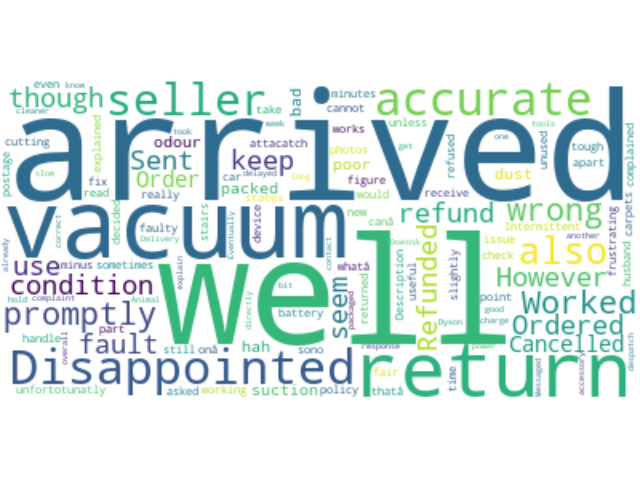 even
know
though
seller
bad
minutes
accurate
cleaner
take
cannot
arrived
cutting
explained
odour
attacatch
works
unless
refused
one
tools
tough
Sent
keep
photos
poor
get
dust
unused
apart
complained
postage
slow
fix
Order
took
week
car
delayed
long
figure
states
read
really
packed
would
receive
vacuum
decided
stairs
device
new
canâ
refund
wrong
carpets
faulty
Delivery
Eventually
contact
correct
Refunded
Intermittent
also
another
husband
frustrating
already
use
minus
sometimes
whatâ
Description
Doesnâ
issue
check
slightly
However
condition
explain
well
seem
returned
useful
point
good
hold
complaint
Animal
directly
bit
battery
packaged
Dyson
charge
Worked
promptly
part
handle
overall
fault
still
onâ
hah
sono
response
power
Ordered
Cancelled
accessory
despatch
Disappointed
return
fair
thatâ
time
Messaged
unfortotunatly
asked
working
suction
policy